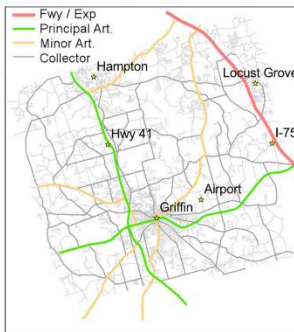 Fwy / Exp
Principal Art.
Minor Art.
Collector
Hampton
Locust Grove
Hwy 41
I-75
Airport
Griffin